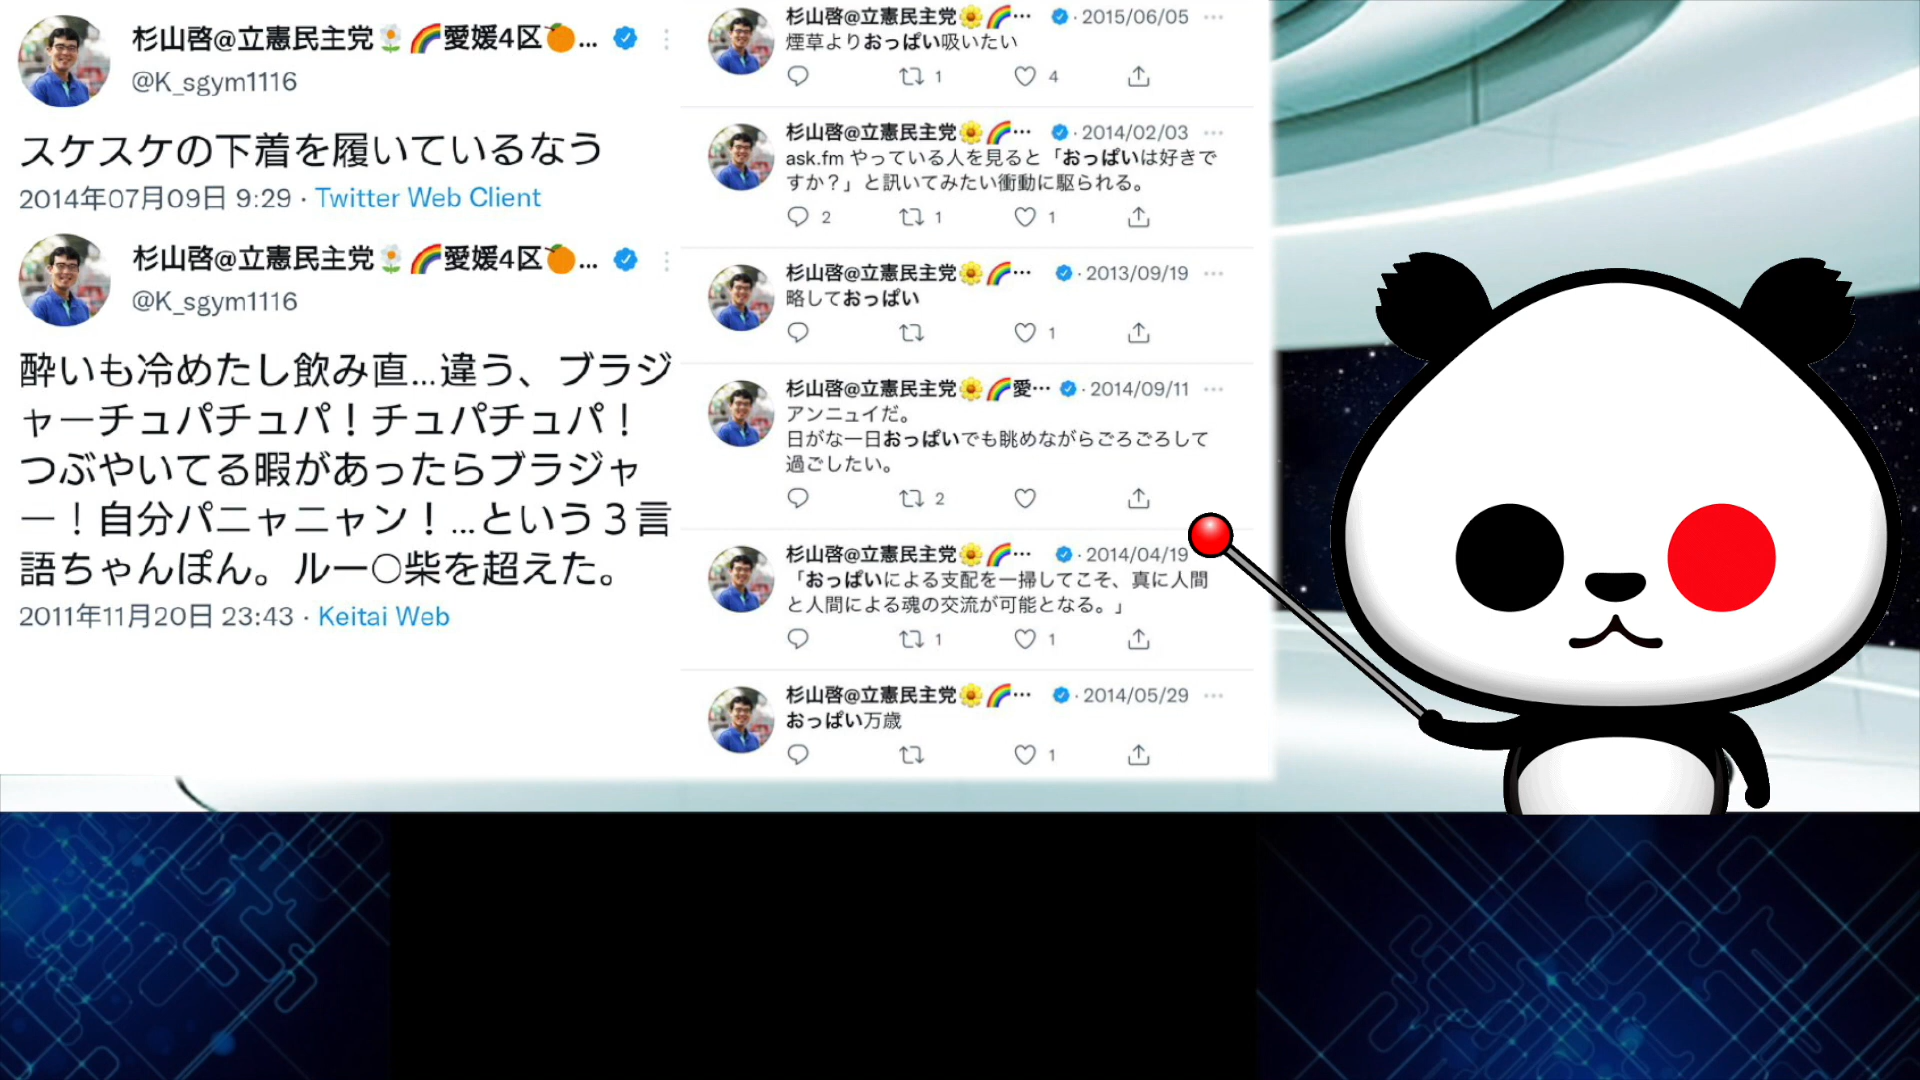 杉山啓@立憲民主党🌼🌈愛媛4区🍊...
@K_sgym1116
スケスケの下着を履いているなう
2014年07月09日 9:29 · Twitter Web Client
杉山啓@立憲民主党🌼🌈愛媛4区🍊...
@K_sgym1116
酔いも冷めたし飲み直...違う、ブラジ
ャーチュパチュパ！チュパチュパ！
つぶやいてる暇があったらブラジャ
ー！自分パニャニャン！...という３言
語ちゃんぽん。ルー○柴を超えた。
2011年11月20日 23:43 · Keitai Web
杉山啓@立憲民主党🌼🌈… · 2015/06/05 …
煙草よりおっぱい吸いたい
1 4
杉山啓@立憲民主党🌼🌈… · 2014/02/03 …
ask.fm やっている人を見ると「おっぱいは好きで
すか？」と訊いてみたい衝動に駆られる。
2 1 1
杉山啓@立憲民主党🌼🌈… · 2013/09/19 …
略しておっぱい
1
杉山啓@立憲民主党🌼🌈愛… · 2014/09/11 …
アンニュイだ。
日がな一日おっぱいでも眺めながらごろごろして
過ごしたい。
2
杉山啓@立憲民主党🌼🌈… · 2014/04/19
「おっぱいによる支配を一掃してこそ、真に人間
と人間による魂の交流が可能となる。」
1 1
杉山啓@立憲民主党🌼🌈… · 2014/05/29 …
おっぱい万歳
1